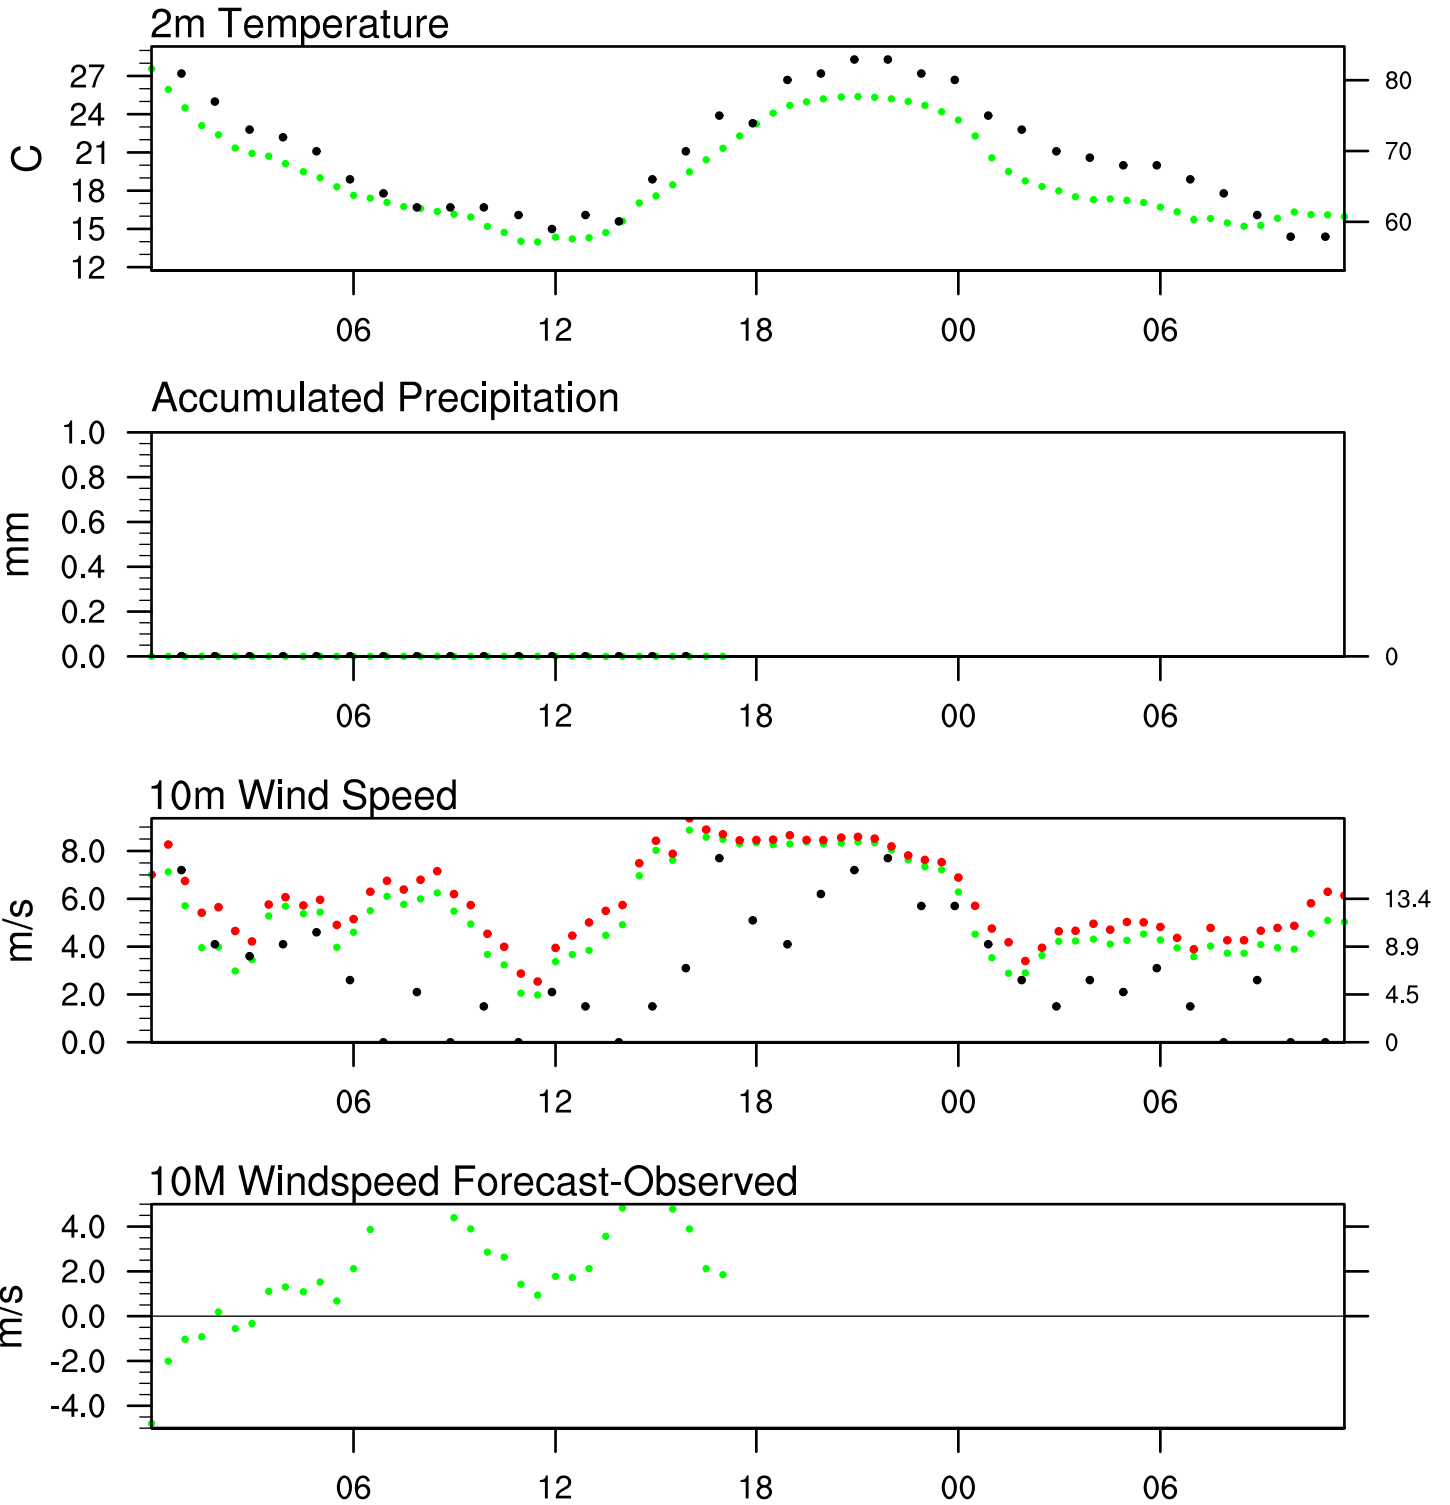 2m Temperature
27
24
21
18
15
12
C
80
70
60
06 12 18 00 06
Accumulated Precipitation
1.0
0.8
0.6
0.4
0.2
0.0
mm
0
06 12 18 00 06
10m Wind Speed
8.0
6.0
4.0
2.0
0.0
m/s
13.4
8.9
4.5
0
06 12 18 00 06
10M Windspeed Forecast-Observed
4.0
2.0
0.0
-2.0
-4.0
m/s
06 12 18 00 06